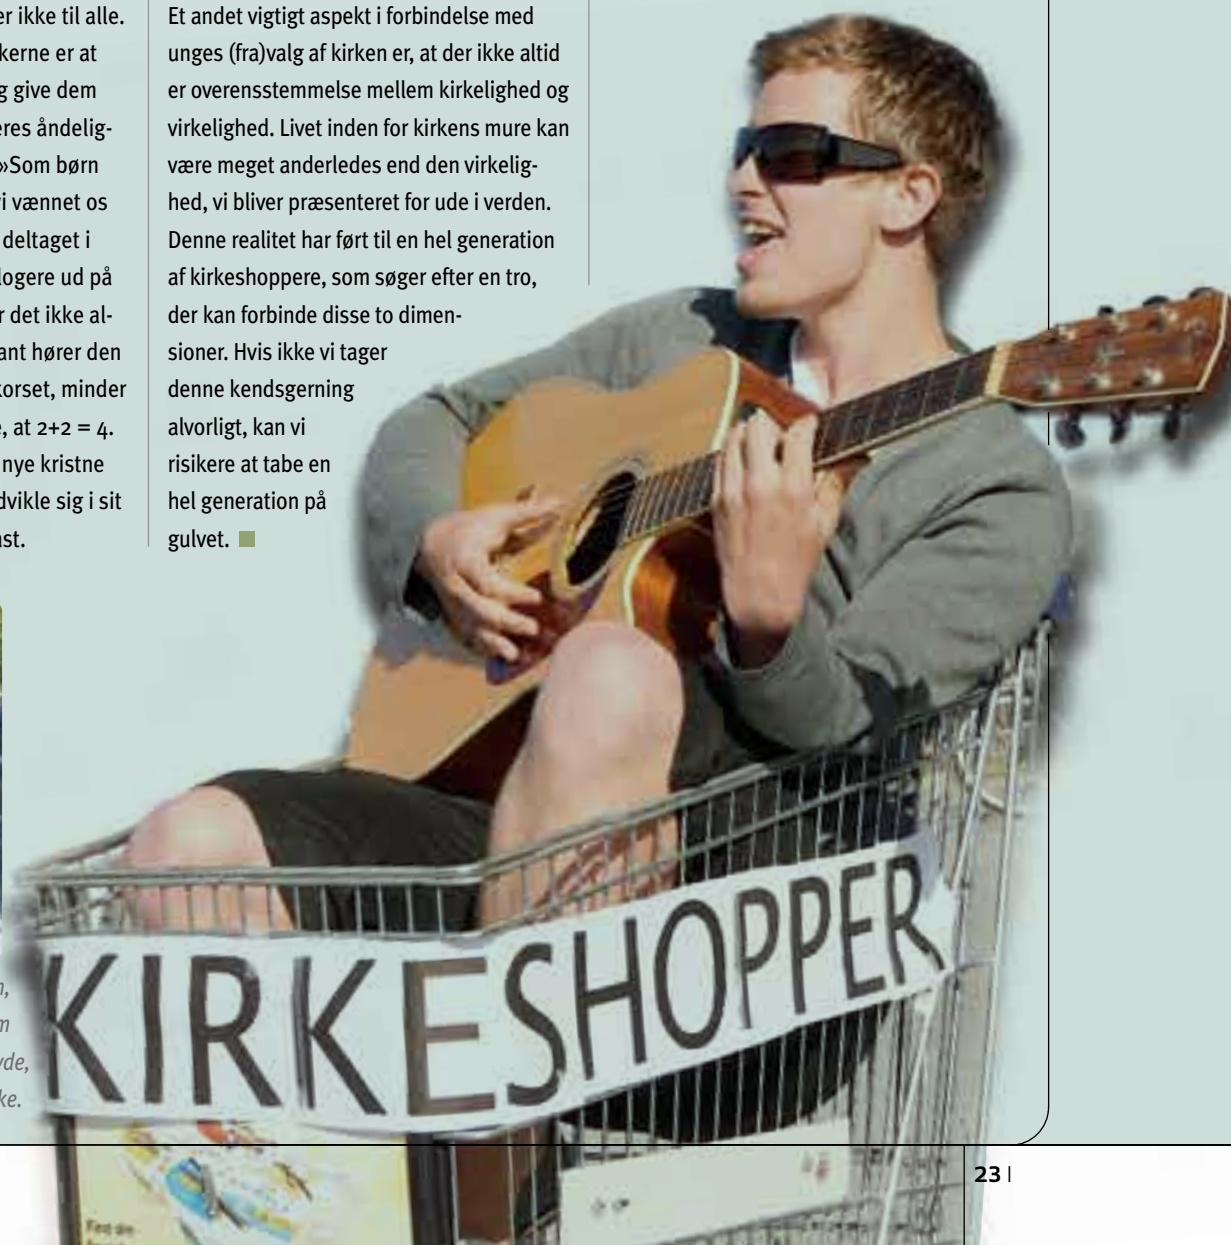 er ikke til alle.
kerne er at
g give dem
eres åndelig-
»Som børn
i vænnet os
deltaget i
logere ud på
r det ikke al-
ant hører den
korset, minder
, at 2+2 = 4.
nye kristne
dvikle sig i sit
ast.
Et andet vigtigt aspekt i forbindelse med
unges (fra)valg af kirken er, at der ikke altid
er overensstemmelse mellem kirkelighed og
virkelighed. Livet inden for kirkens mure kan
være meget anderledes end den virkelig-
hed, vi bliver præsenteret for ude i verden.
Denne realitet har ført til en hel generation
af kirkeshoppere, som søger efter en tro,
der kan forbinde disse to dimen-
sioner. Hvis ikke vi tager
denne kendsgerning
alvorligt, kan vi
risikere at tabe en
hel generation på
gulvet.
KIRKESHOPPER
yde,
ke.
23